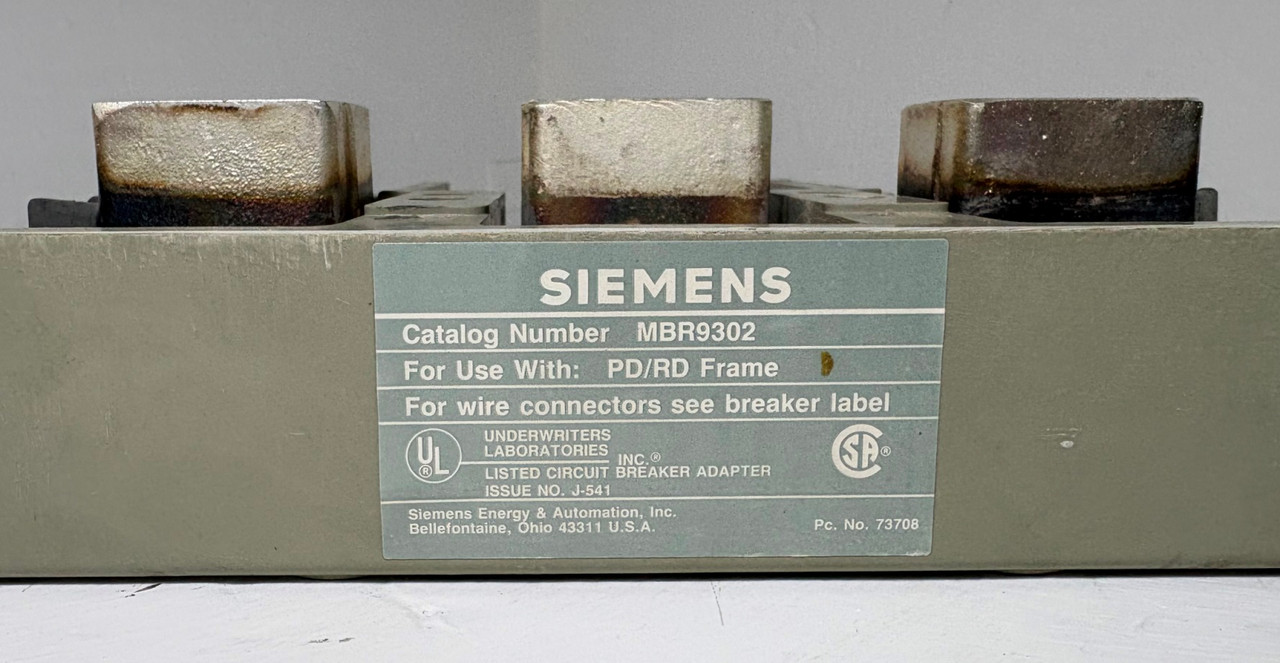 SIEMENS
Catalog Number MBR9302
For Use With: PD/RD Frame
For wire connectors see breaker label
UL ®
UNDERWRITERS
LABORATORIES INC.®
LISTED CIRCUIT BREAKER ADAPTER
ISSUE NO. J-541
CSA ®
Siemens Energy & Automation, Inc.
Bellefontaine, Ohio 43311 U.S.A.
Pc. No. 73708